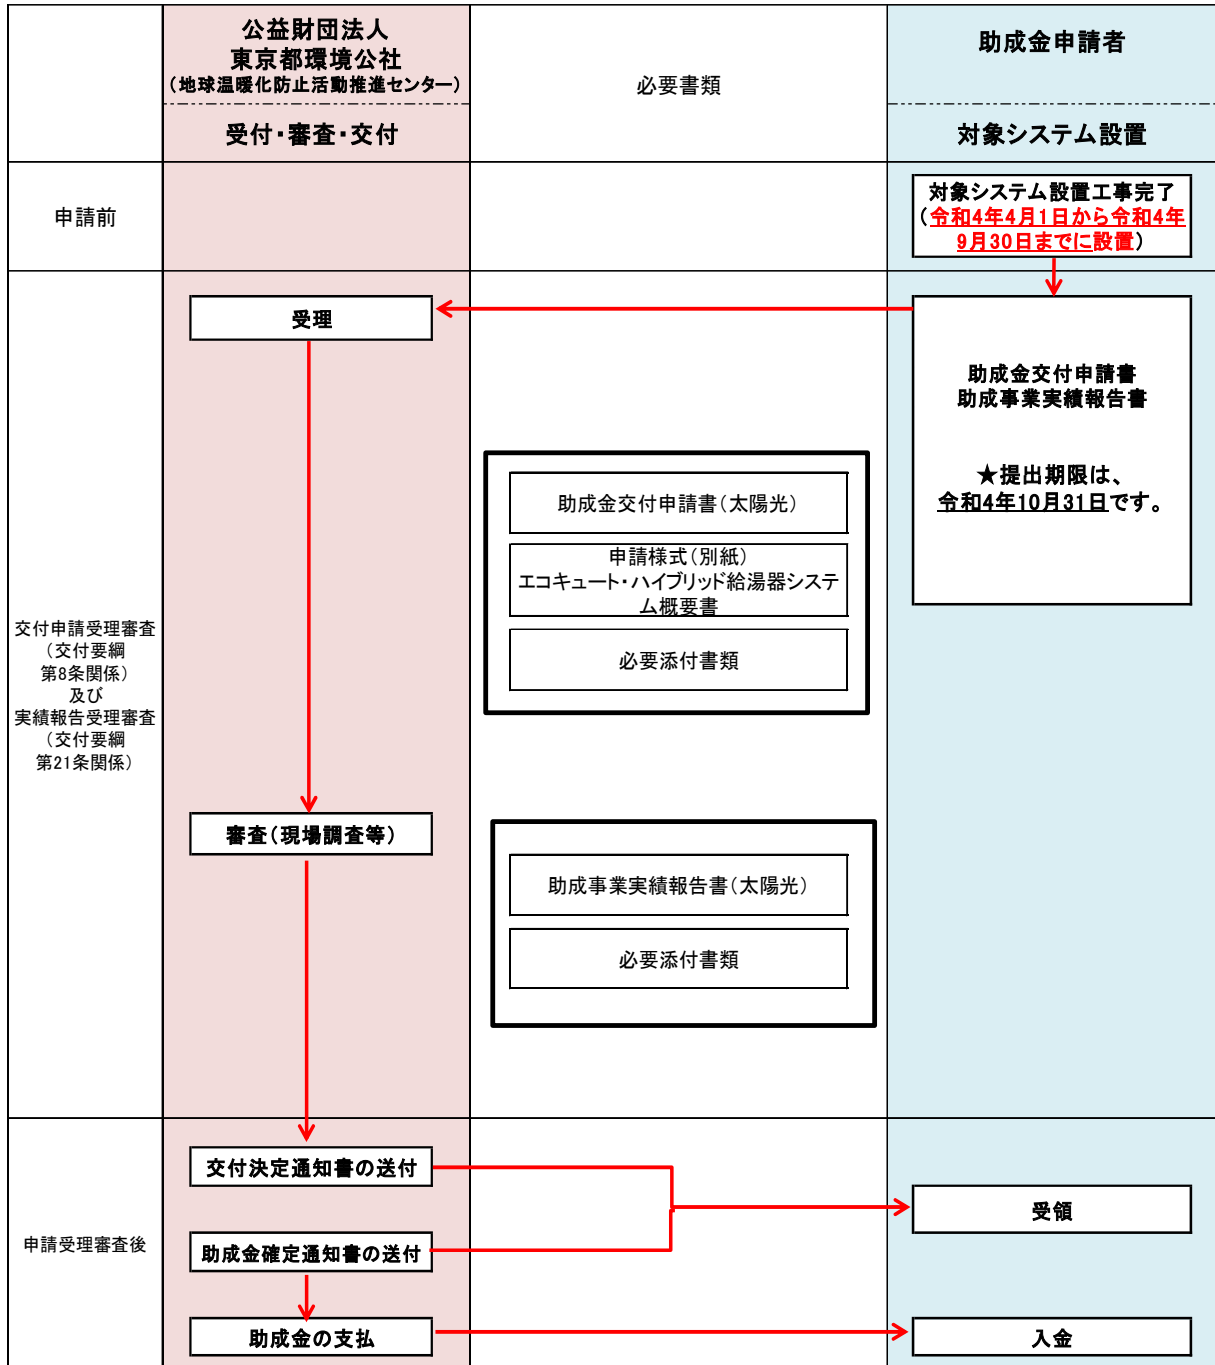 公益財団法人
東京都環境公社
（地球温暖化防止活動推進センター）
受付・審査・交付
必要書類
助成金申請者
対象システム設置
申請前
対象システム設置工事完了
（令和4年4月1日から令和4年
9月30日までに設置）
受理
助成金交付申請書
助成事業実績報告書
★提出期限は、
令和4年10月31日です。
助成金交付申請書（太陽光）
申請様式（別紙）
エコキュート・ハイブリッド給湯器システ
ム概要書
必要添付書類
交付申請受理審査
（交付要綱
第8条関係）
及び
実績報告受理審査
（交付要綱
第21条関係）
審査（現場調査等）
助成事業実績報告書（太陽光）
必要添付書類
申請受理審査後
交付決定通知書の送付
受領
助成金確定通知書の送付
助成金の支払
入金